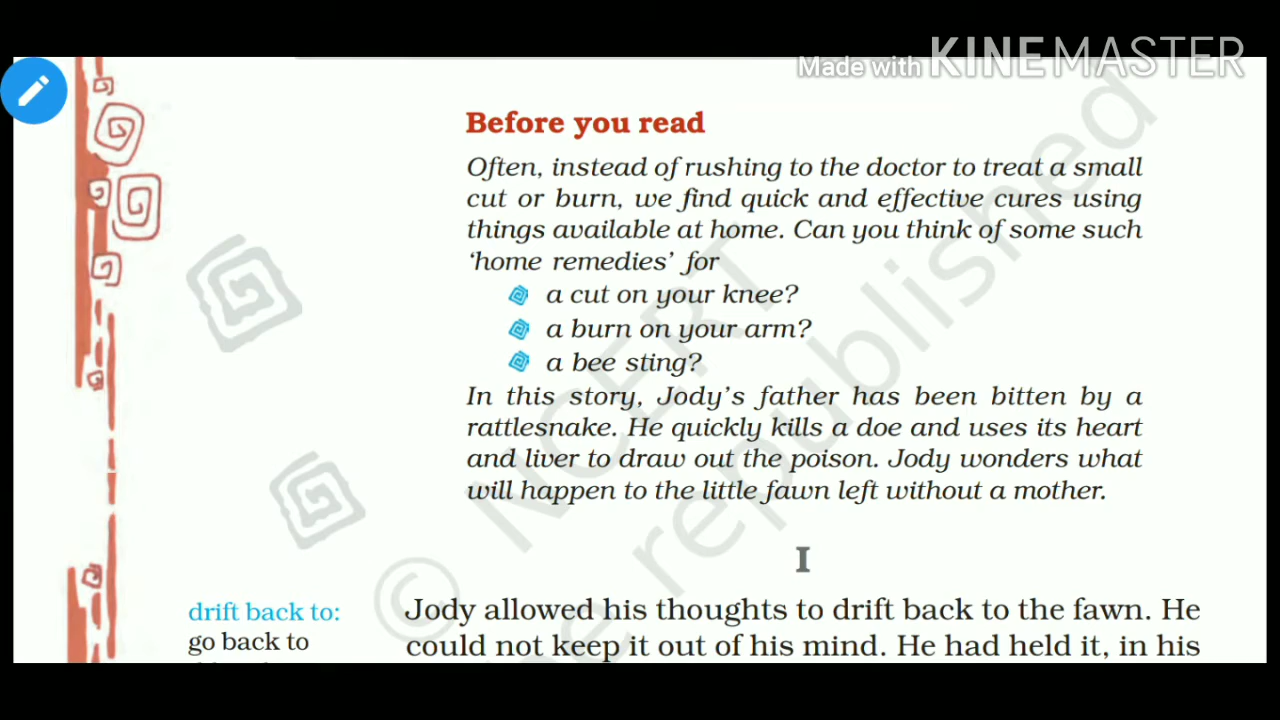 Made with KINEMASTER
Before you read
Often, instead of rushing to the doctor to treat a small
cut or burn, we find quick and effective cures using
things available at home. Can you think of some such
‘home remedies’ for
a cut on your knee?
a burn on your arm?
a bee sting?
In this story, Jody’s father has been bitten by a
rattlesnake. He quickly kills a doe and uses its heart
and liver to draw out the poison. Jody wonders what
will happen to the little fawn left without a mother.
I
drift back to:
go back to
Jody allowed his thoughts to drift back to the fawn. He
could not keep it out of his mind. He had held it, in his
© NCERT
republished